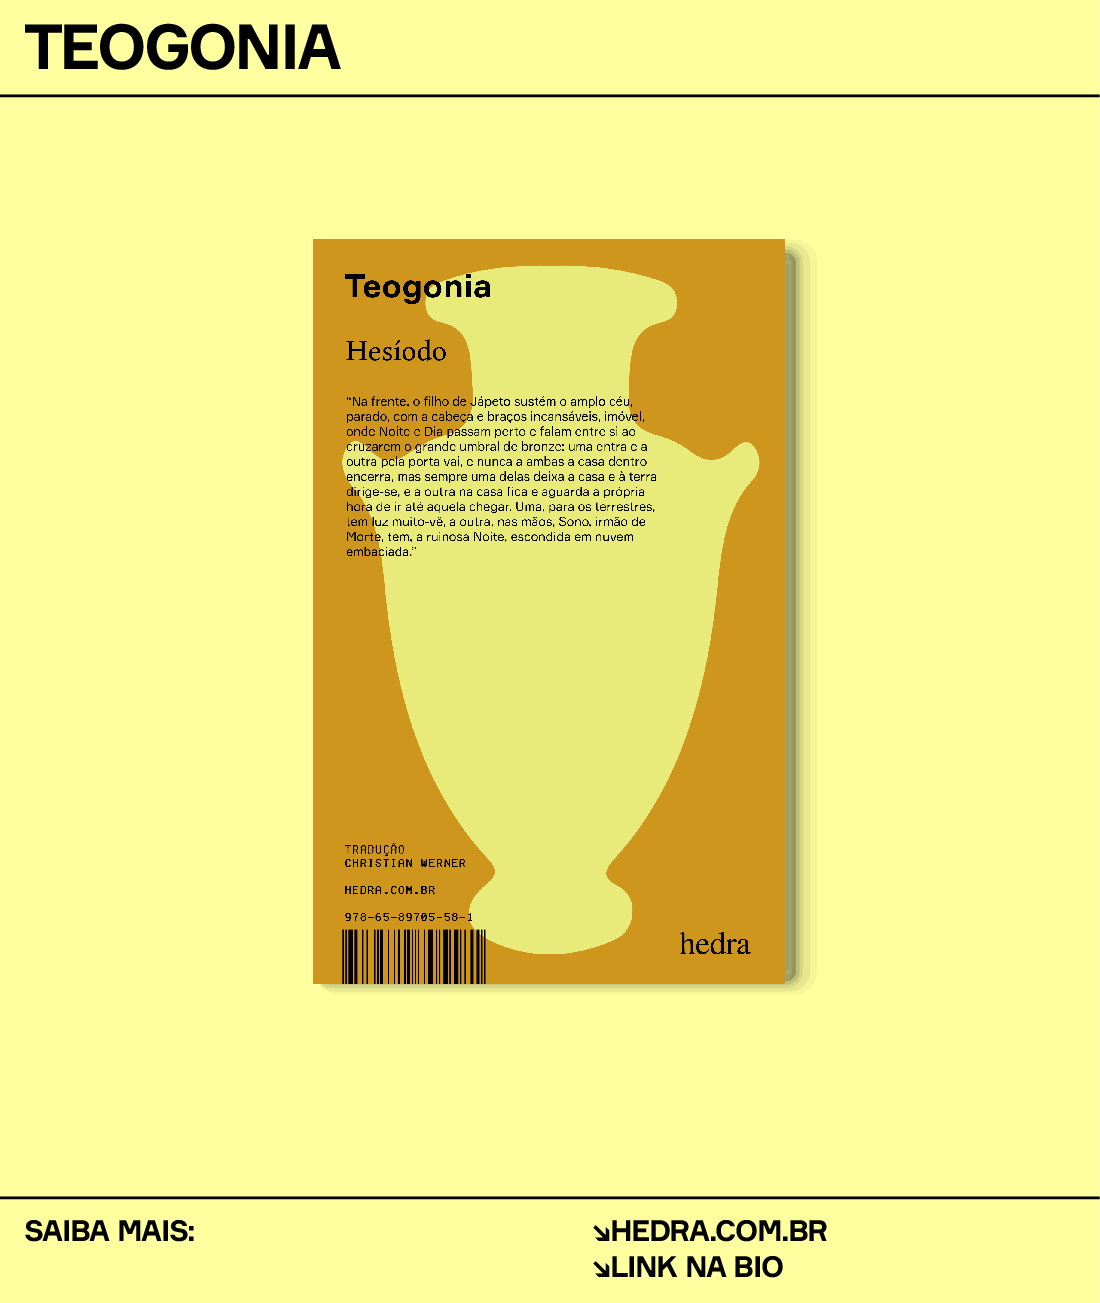 TEOGONIA
Teogonia
Hesíodo
“Na frente, o filho de Jápeto sustém o amplo céu,
parado, com a cabeça e braços incansáveis, imóvel,
onde Noite e Dia passam perto e falam entre si ao
cruzarem o grande umbral de bronze: uma entra e a
outra pela porta vai, e nunca a ambas a casa dentro
encerra, mas sempre uma delas deixa a casa e à terra
dirige-se, e a outra na casa fica e aguarda a própria
hora de ir até aquela chegar. Uma, para os terrestres,
tem luz muito-vê, a outra, nas mãos, Sono, irmão de
Morte, tem, a ruinosa Noite, escondida em nuvem
embaciada.”
TRADUÇÃO
CHRISTIAN WERNER
HEDRA.COM.BR
978-65-89705-58-1
hedra
SAIBA MAIS:
↘HEDRA.COM.BR
↘LINK NA BIO